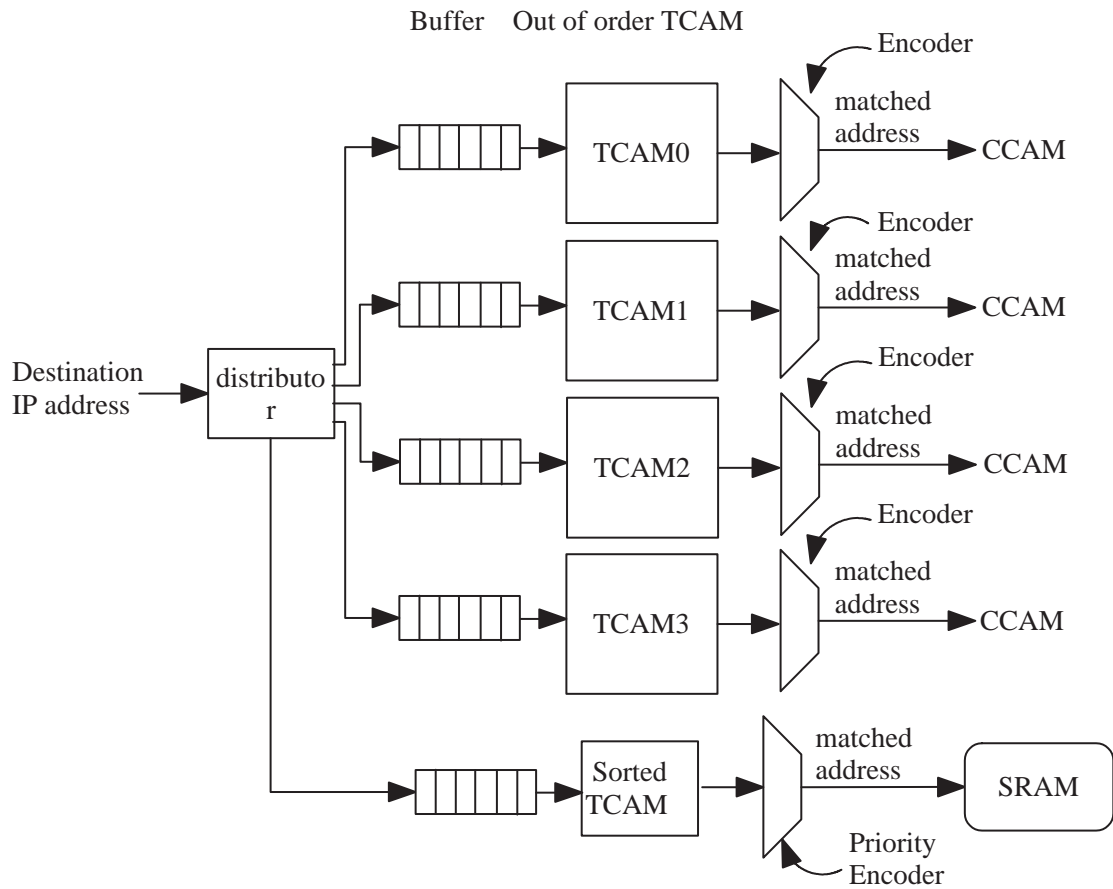 Buffer Out of order TCAM
Encoder
matched
address
TCAM0
CCAM
Encoder
matched
address
TCAM1
CCAM
Encoder
Destination
IP address
distributo
r
matched
address
TCAM2
CCAM
Encoder
matched
address
TCAM3
CCAM
Sorted
TCAM
matched
address
SRAM
Priority
Encoder